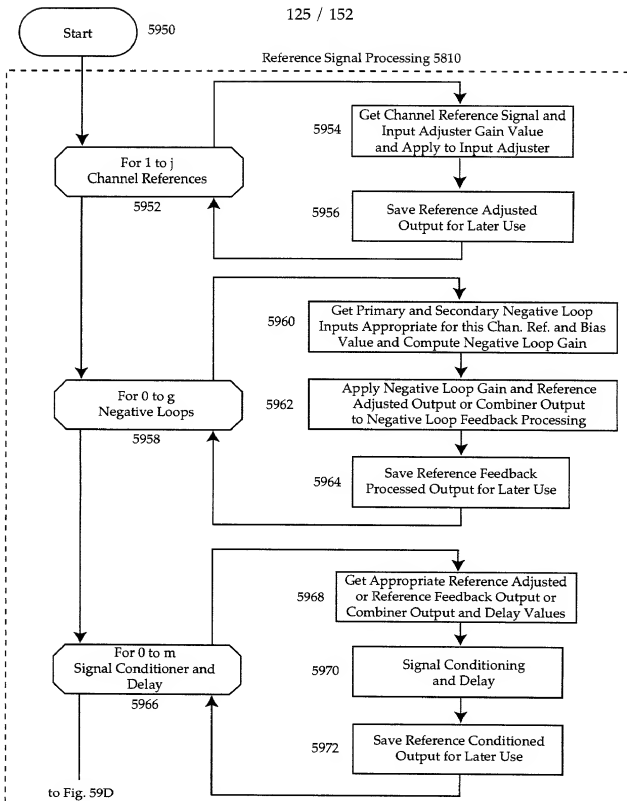 125 / 152
Start
5950
Reference Signal Processing 5810
5954
Get Channel Reference Signal and
Input Adjuster Gain Value
and Apply to Input Adjuster
For 1 to j
Channel References
5952
5956
Save Reference Adjusted
Output for Later Use
5960
Get Primary and Secondary Negative Loop
Inputs Appropriate for this Chan. Ref. and Bias
Value and Compute Negative Loop Gain
For 0 to g
Negative Loops
5958
5962
Apply Negative Loop Gain and Reference
Adjusted Output or Combiner Output
to Negative Loop Feedback Processing
5964
Save Reference Feedback
Processed Output for Later Use
5968
Get Appropriate Reference Adjusted
or Reference Feedback Output or
Combiner Output and Delay Values
For 0 to m
Signal Conditioner and
Delay
5966
5970
Signal Conditioning
and Delay
5972
Save Reference Conditioned
Output for Later Use
to Fig. 59D